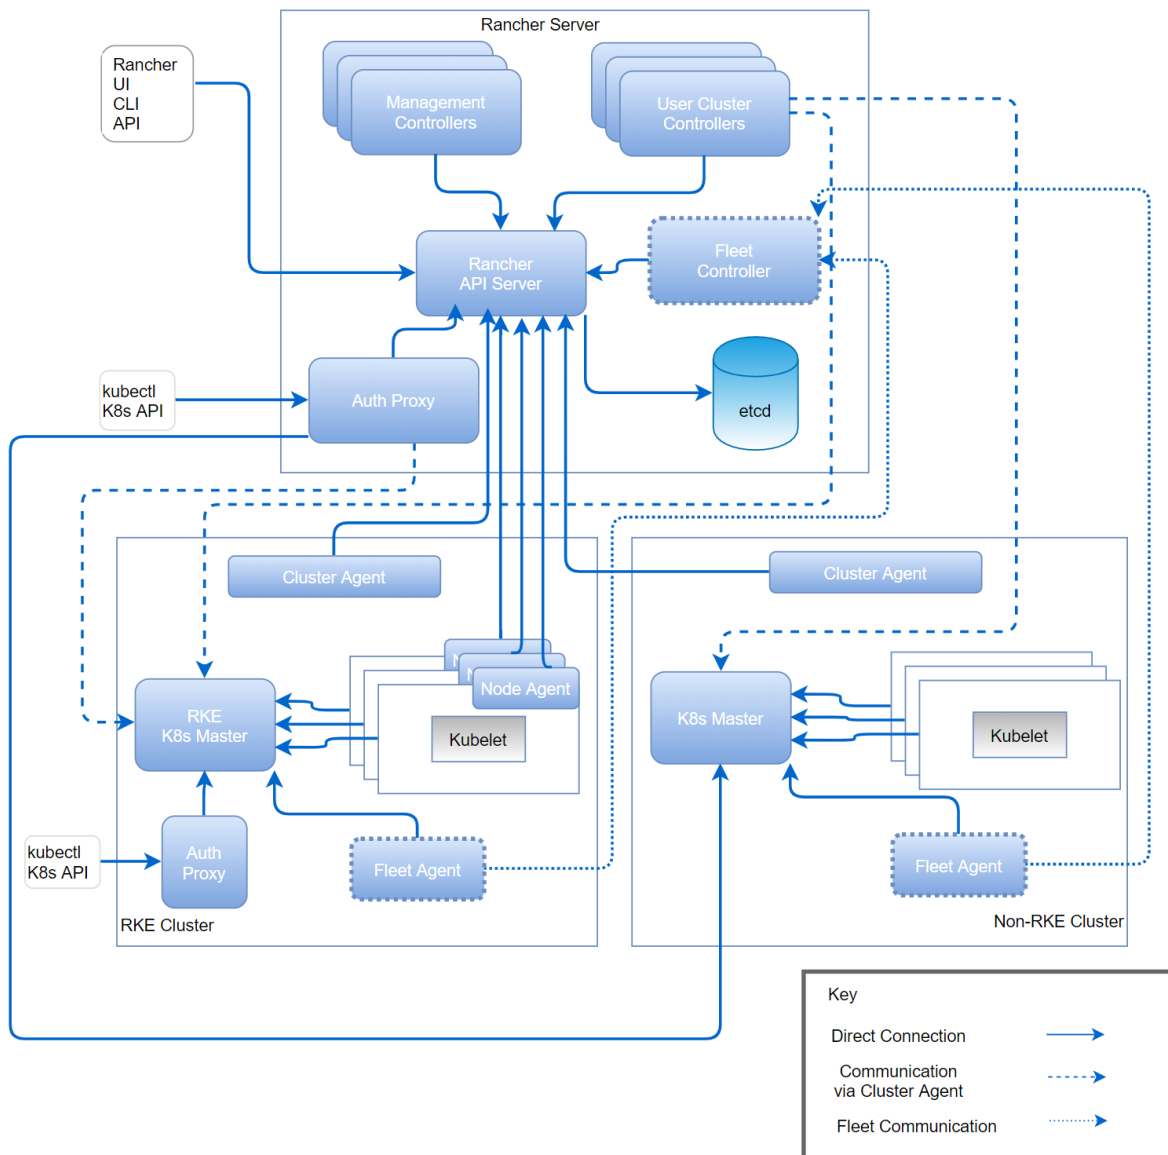 Rancher Server
Rancher
UI
CLI
API
Management
Controllers
User Cluster
Controllers
Rancher
API Server
Fleet
Controller
kubectl
K8s API
Auth Proxy
etcd
Cluster Agent
Cluster Agent
Node Agent
RKE
K8s Master
Kubelet
K8s Master
Kubelet
kubectl
K8s API
Auth
Proxy
Fleet Agent
Fleet Agent
RKE Cluster
Non-RKE Cluster
Key
Direct Connection
Communication
via Cluster Agent
Fleet Communication